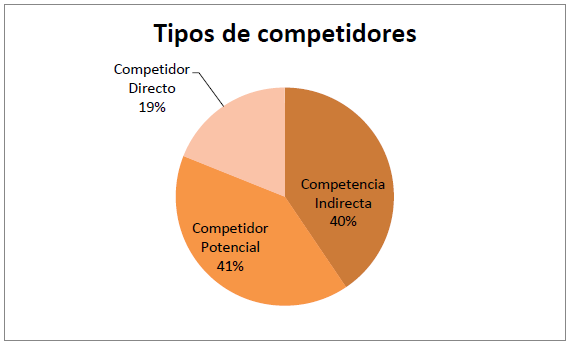 Tipos de competidores
Competidor
Directo
19%
Competencia
Indirecta
40%
Competidor
Potencial
41%